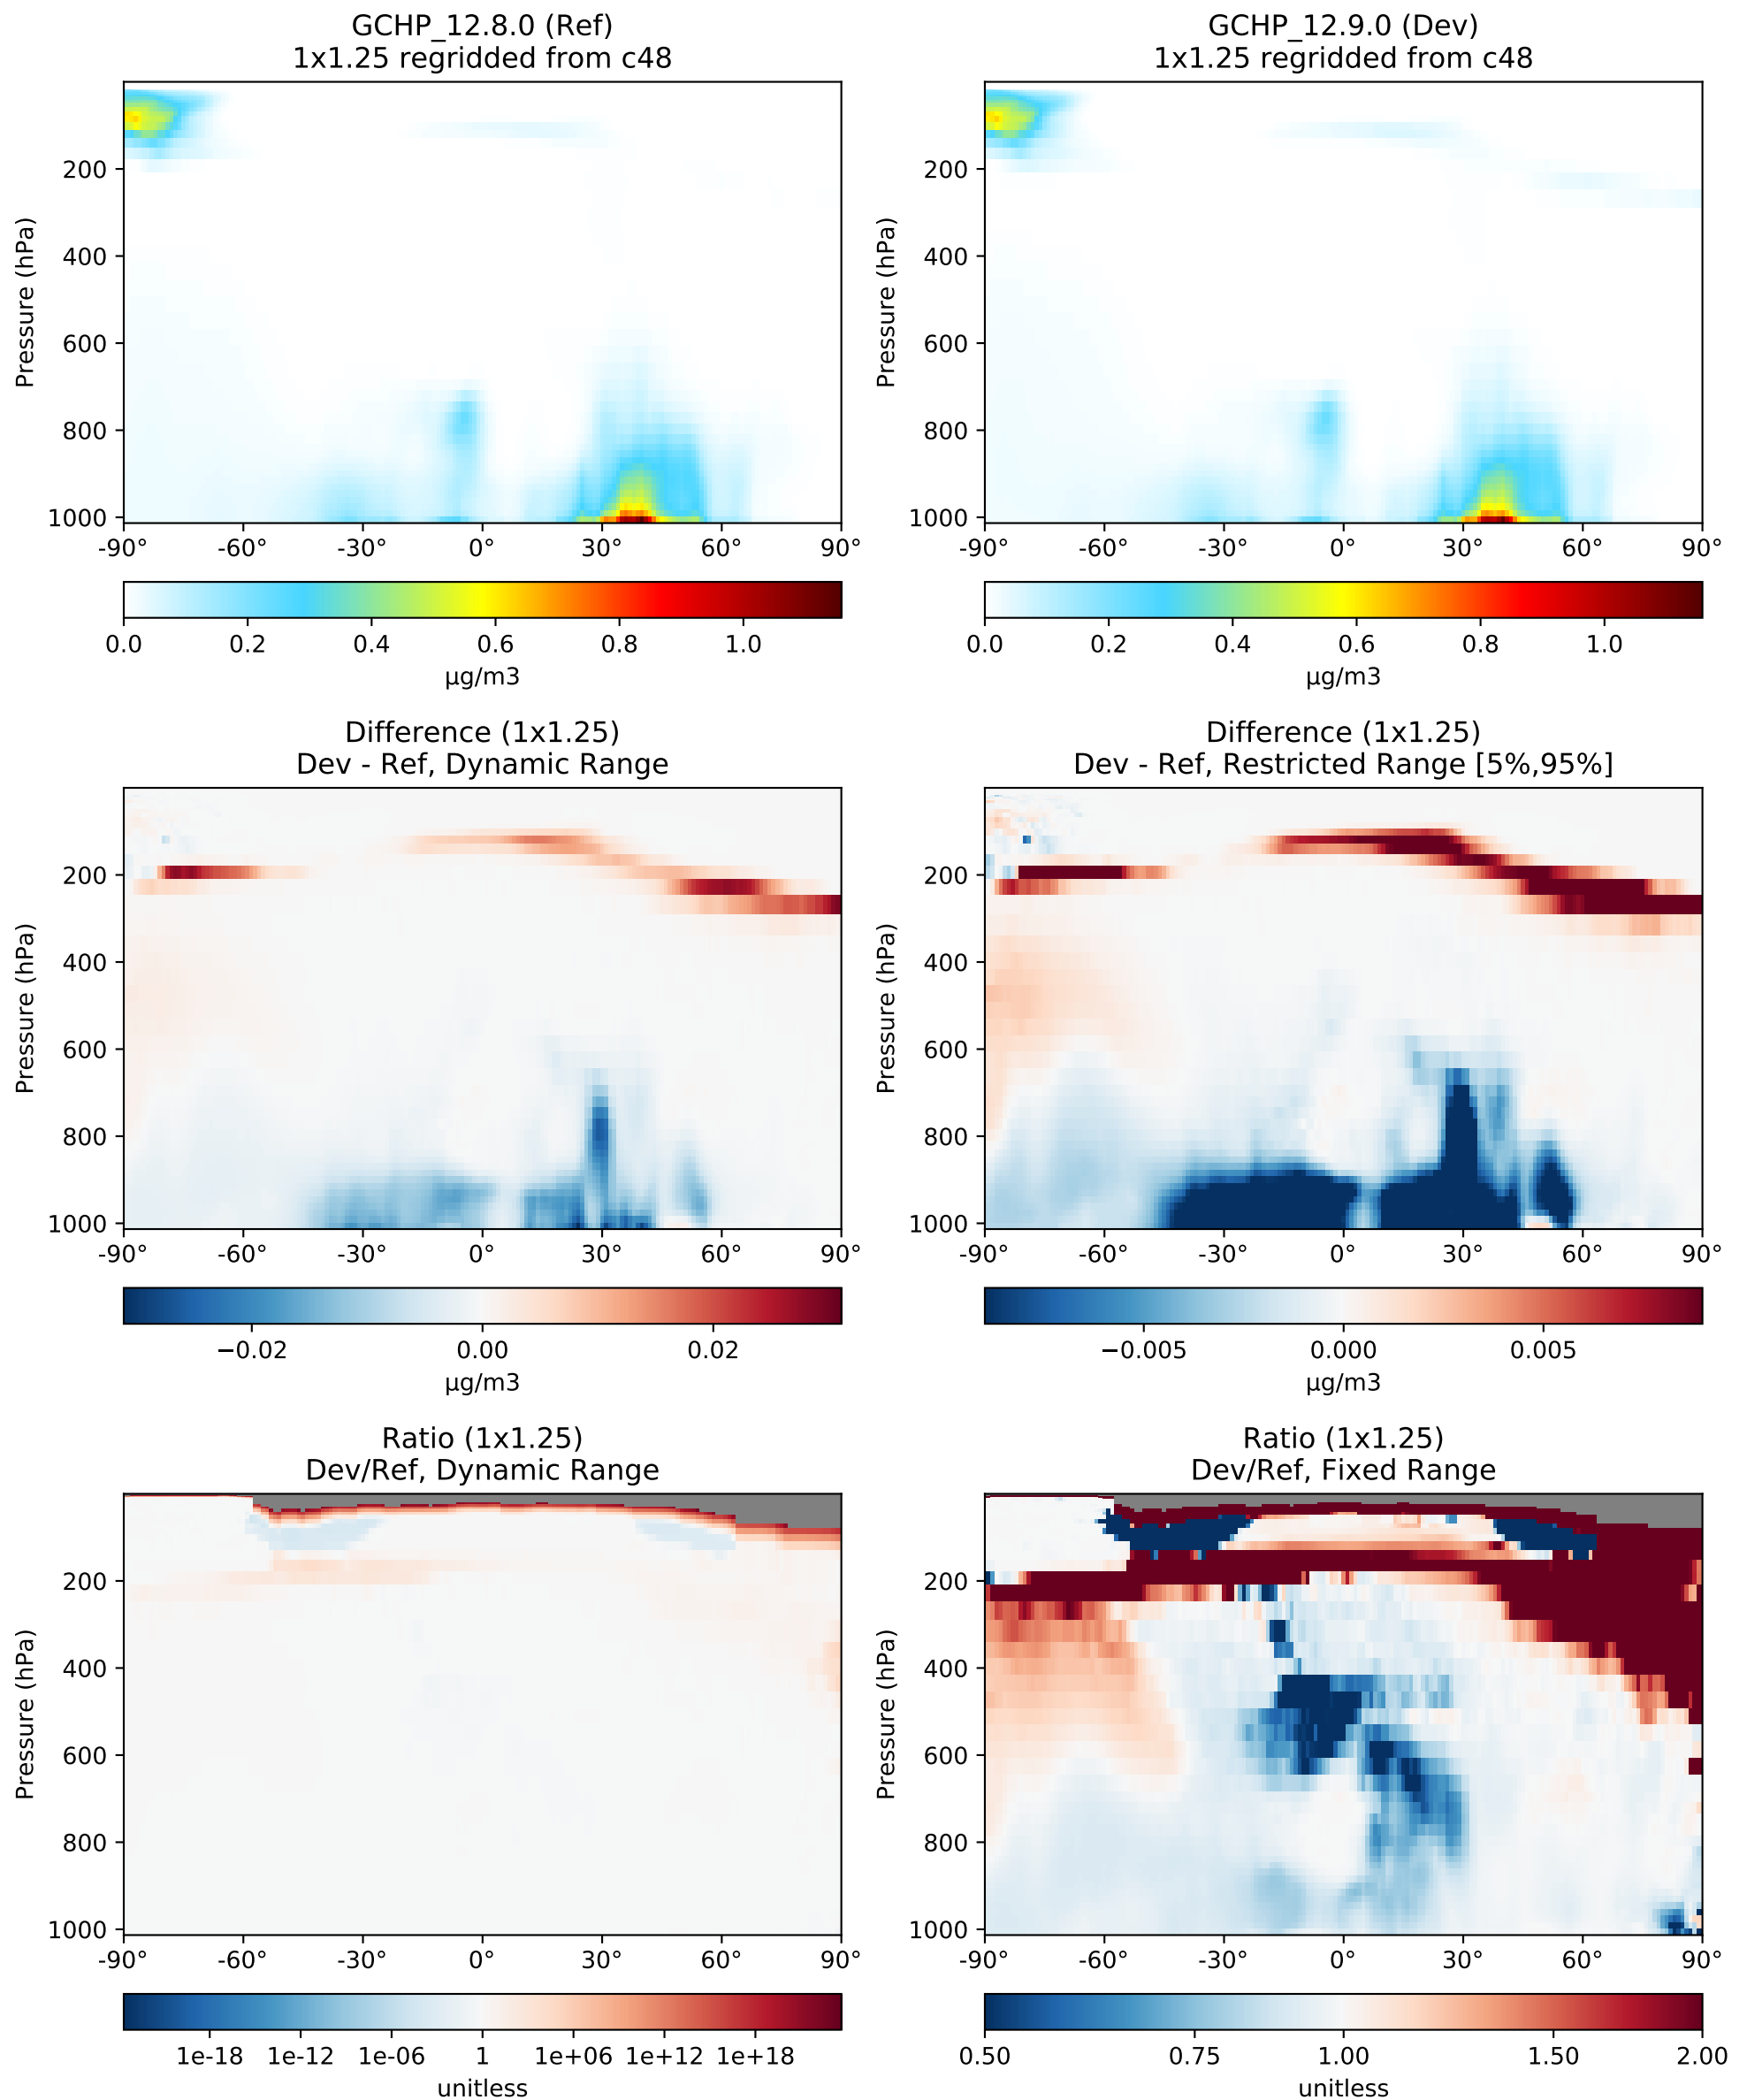 GCHP_12.8.0 (Ref)
1x1.25 regridded from c48
GCHP_12.9.0 (Dev)
1x1.25 regridded from c48
Pressure (hPa)
200
400
600
800
1000
-90° -60° -30° 0° 30° 60° 90°
0.0 0.2 0.4 0.6 0.8 1.0
µg/m3
Pressure (hPa)
200
400
600
800
1000
-90° -60° -30° 0° 30° 60° 90°
0.0 0.2 0.4 0.6 0.8 1.0
µg/m3
Difference (1x1.25)
Dev - Ref, Dynamic Range
Difference (1x1.25)
Dev - Ref, Restricted Range [5%,95%]
Pressure (hPa)
200
400
600
800
1000
-90° -60° -30° 0° 30° 60° 90°
−0.02 0.00 0.02
µg/m3
Pressure (hPa)
200
400
600
800
1000
-90° -60° -30° 0° 30° 60° 90°
−0.005 0.000 0.005
µg/m3
Ratio (1x1.25)
Dev/Ref, Dynamic Range
Ratio (1x1.25)
Dev/Ref, Fixed Range
Pressure (hPa)
200
400
600
800
1000
-90° -60° -30° 0° 30° 60° 90°
1e-18 1e-12 1e-06 1 1e+06 1e+12 1e+18
unitless
Pressure (hPa)
200
400
600
800
1000
-90° -60° -30° 0° 30° 60° 90°
0.50 0.75 1.00 1.50 2.00
unitless